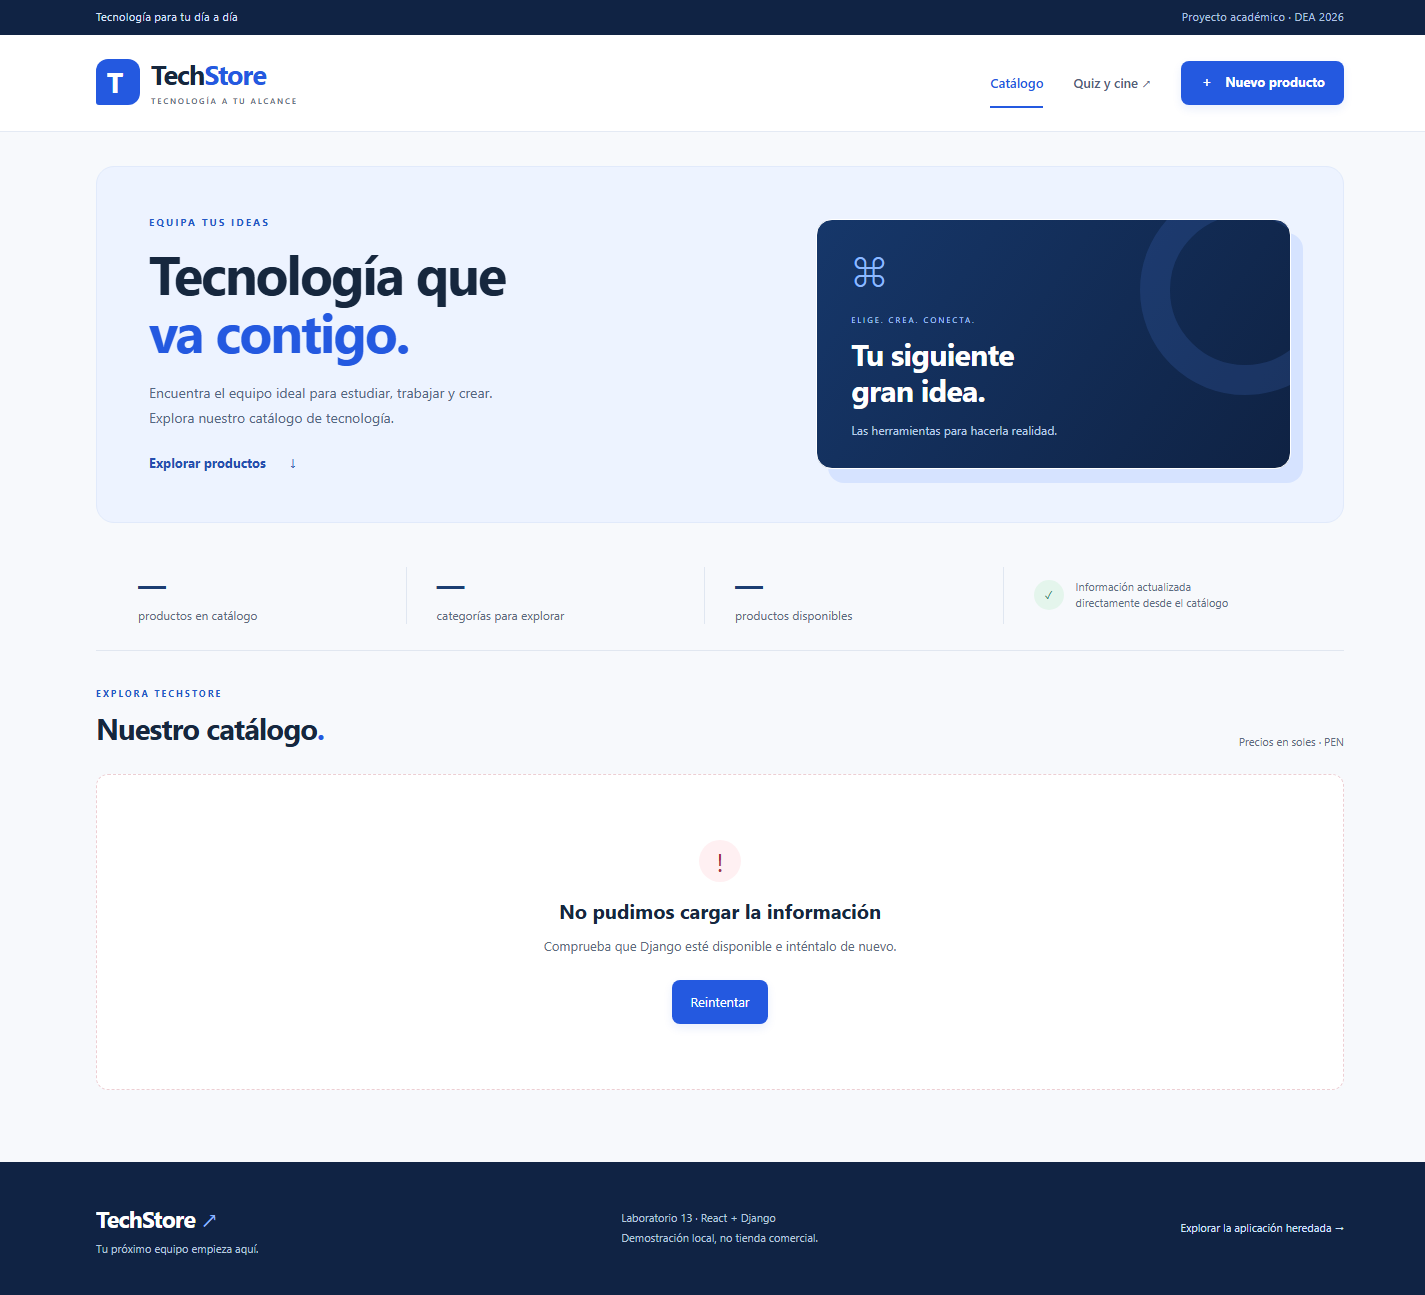 Tecnología para tu día a día
Proyecto académico · DEA 2026
T
TechStore
TECNOLOGÍA A TU ALCANCE
Catálogo
Quiz y cine ↗
+ Nuevo producto
EQUIPA TUS IDEAS
Tecnología que
va contigo.
Encuentra el equipo ideal para estudiar, trabajar y crear.
Explora nuestro catálogo de tecnología.
Explorar productos ↓
⌘
ELIGE. CREA. CONECTA.
Tu siguiente
gran idea.
Las herramientas para hacerla realidad.
—
productos en catálogo
—
categorías para explorar
—
productos disponibles
✓
Información actualizada
directamente desde el catálogo
EXPLORA TECHSTORE
Nuestro catálogo.
Precios en soles · PEN
!
No pudimos cargar la información
Comprueba que Django esté disponible e inténtalo de nuevo.
Reintentar
TechStore ↗
Tu próximo equipo empieza aquí.
Laboratorio 13 · React + Django
Demostración local, no tienda comercial.
Explorar la aplicación heredada →